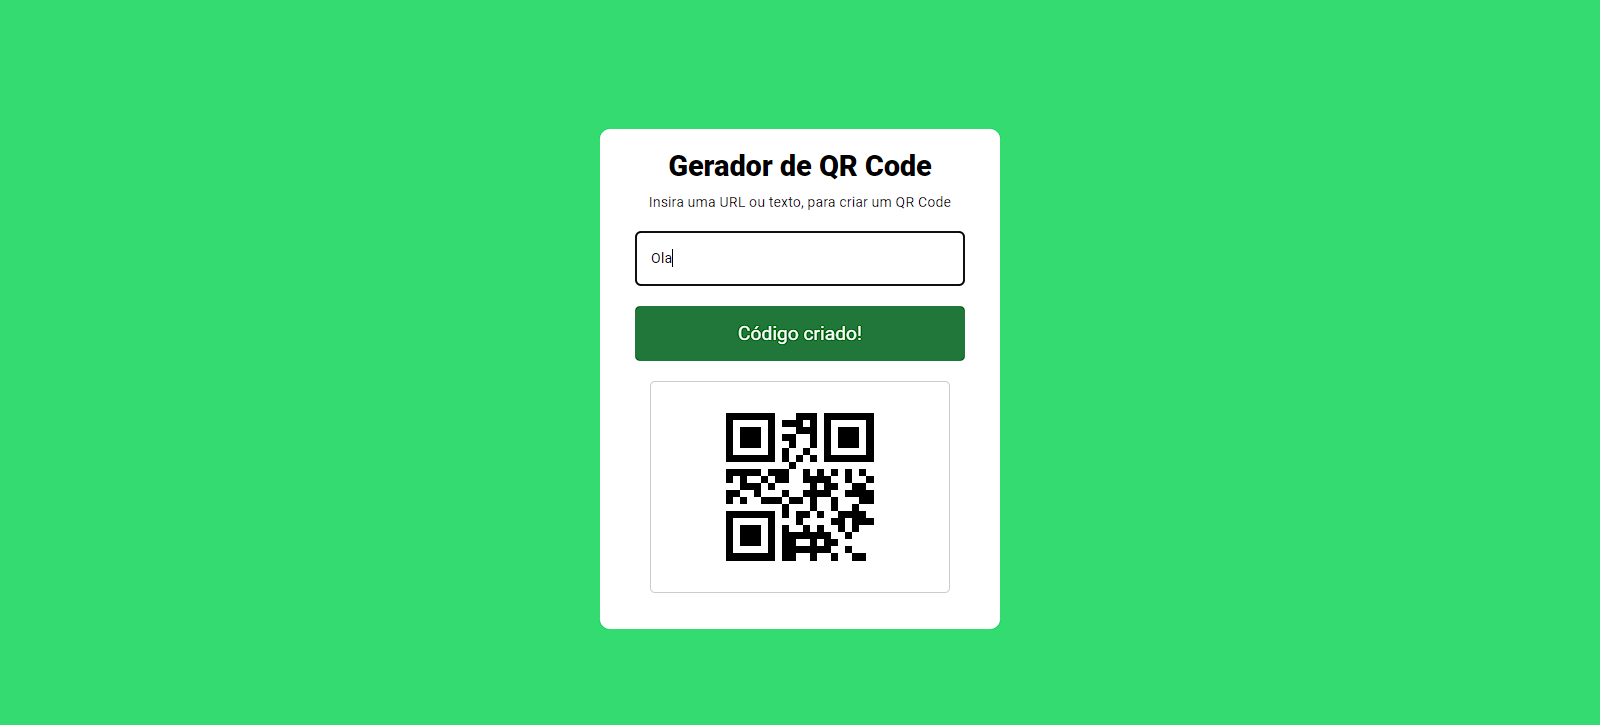 Gerador de QR Code
Insira uma URL ou texto, para criar um QR Code
Ola
Código criado!